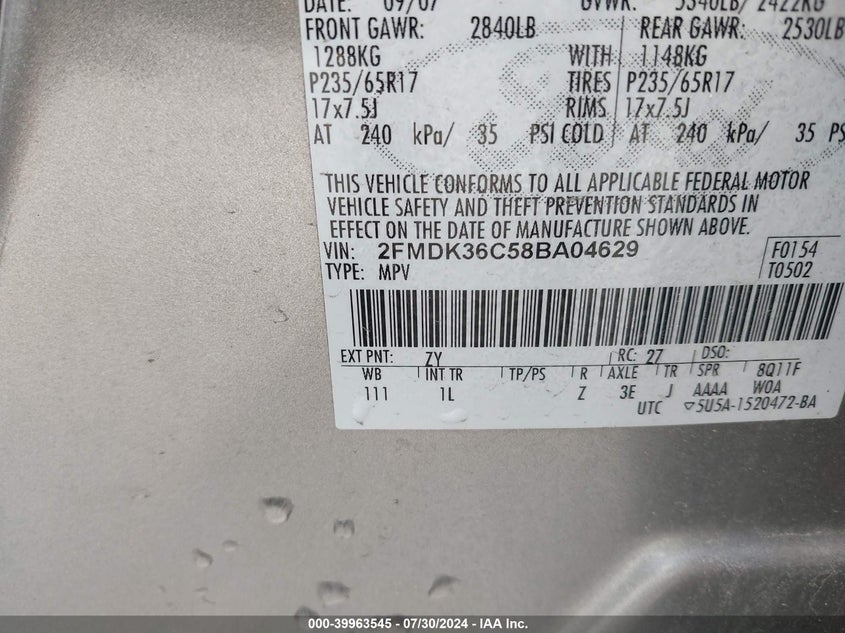 DATE: 09/07 GVWR: 5340LB/ 2422KG
FRONT GAWR: 2840LB REAR GAWR: 2530LB
1288KG WITH 1148KG
P235/65R17 TIRES P235/65R17
17x7.5J RIMS 17x7.5J
AT 240 kPa/ 35 PSI COLD AT 240 kPa/ 35 PS
THIS VEHICLE CONFORMS TO ALL APPLICABLE FEDERAL MOTOR
VEHICLE SAFETY AND THEFT PREVENTION STANDARDS IN
EFFECT ON THE DATE OF MANUFACTURE SHOWN ABOVE.
VIN: 2FMDK36C58BA04629 F0154
TYPE: MPV T0502
EXT PNT: ZY RC: 27 DSO:
WB INT TR TP/PS R AXLE TR SPR 8Q11F
111 1L Z 3E J AAAA W0A
UTC ▽5U5A-1520472-BA
000-39963545 - 07/30/2024 - IAA Inc.